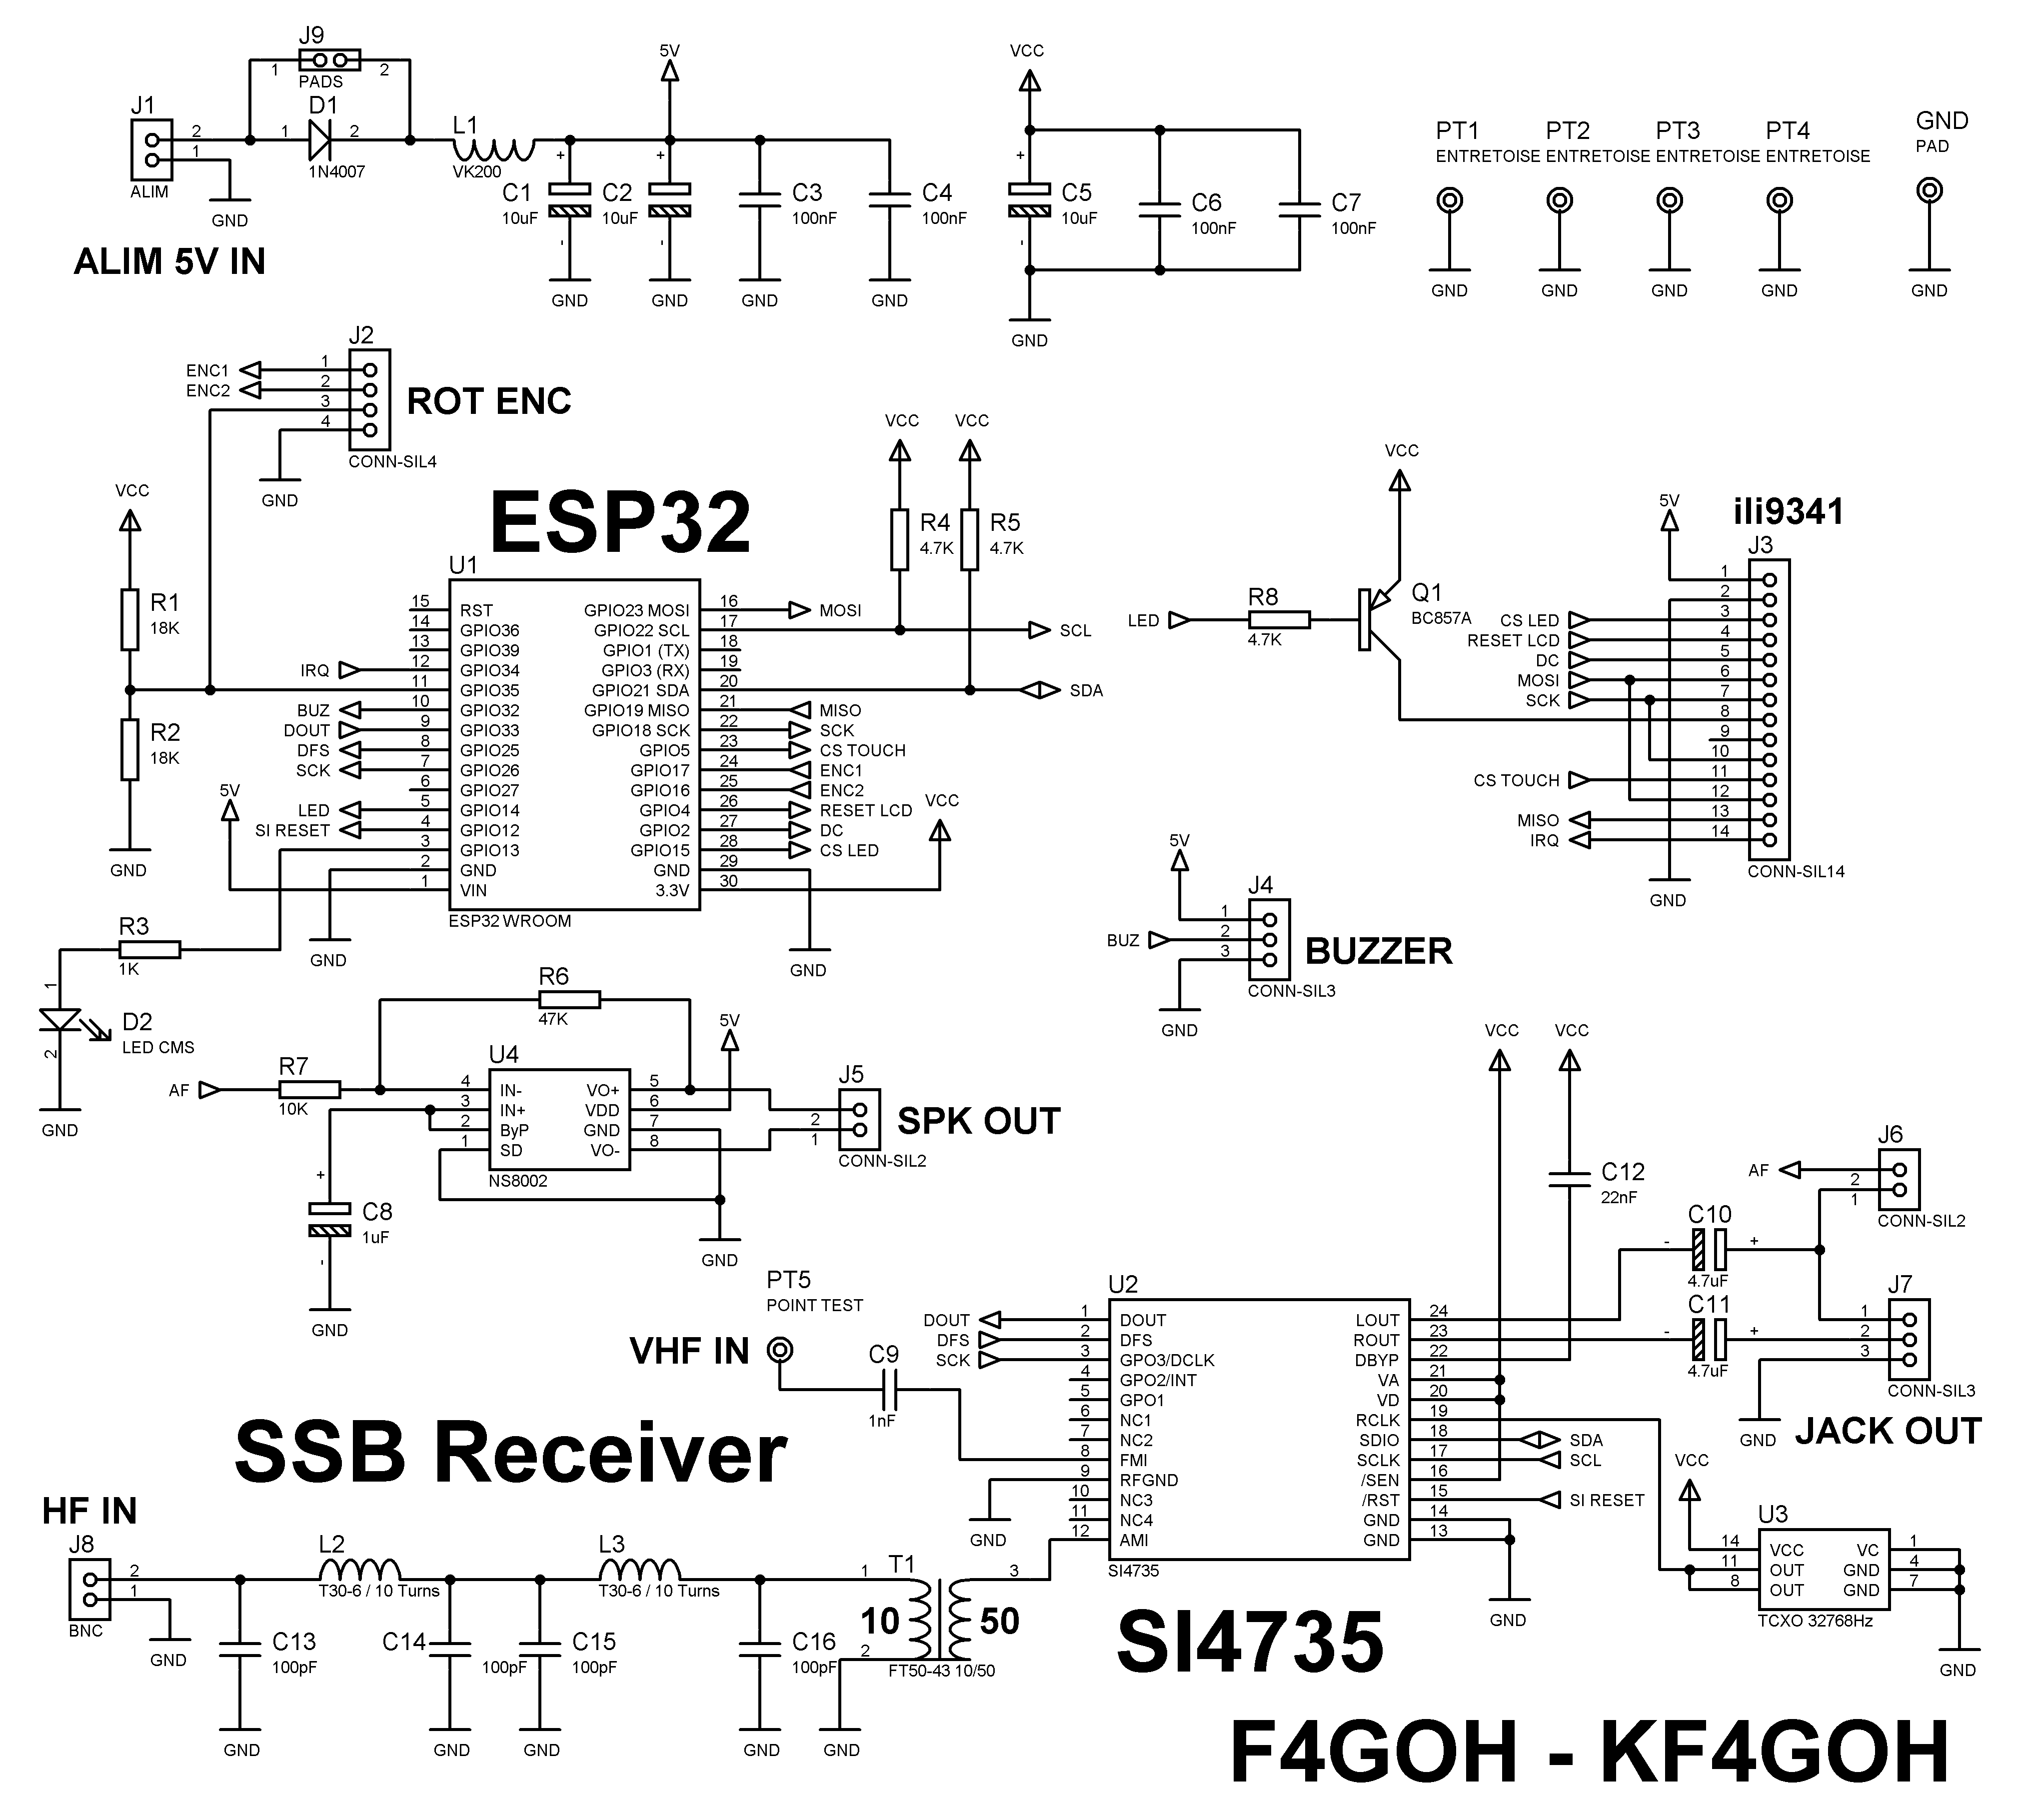 J9
1
2
PADS
J1
2
1
ALIM
GND
D1
1
2
1N4007
L1
VK200
5V
+
C1
10uF
-
GND
+
C2
10uF
-
GND
C3
100nF
GND
C4
100nF
GND
VCC
+
C5
10uF
-
GND
C6
100nF
C7
100nF
PT1
ENTRETOISE
GND
PT2
ENTRETOISE
GND
PT3
ENTRETOISE
GND
PT4
ENTRETOISE
GND
GND
PAD
GND
ALIM 5V IN
J2
ENC1
1
ENC2
2
3
4
CONN-SIL4
GND
ROT ENC
VCC
R1
18K
R2
18K
GND
ESP32
U1
15
RST
14
GPIO36
13
GPIO39
IRQ
12
GPIO34
11
GPIO35
BUZ
10
GPIO32
DOUT
9
GPIO33
DFS
8
GPIO25
SCK
7
GPIO26
6
GPIO27
LED
5
GPIO14
SI RESET
4
GPIO12
3
GPIO13
2
GND
1
VIN
5V
GND
GPIO23 MOSI
16
MOSI
GPIO22 SCL
17
SCL
GPIO1 (TX)
18
GPIO3 (RX)
19
GPIO21 SDA
20
SDA
GPIO19 MISO
21
MISO
GPIO18 SCK
22
SCK
GPIO5
23
CS TOUCH
GPIO17
24
ENC1
GPIO16
25
ENC2
GPIO4
26
RESET LCD
GPIO2
27
DC
GPIO15
28
CS LED
GND
29
3.3V
30
ESP32 WROOM
VCC
GND
VCC
R4
4.7K
VCC
R5
4.7K
R3
1K
1
D2
LED CMS
2
GND
VCC
LED
R8
4.7K
Q1
BC857A
5V
ili9341
J3
1
2
CS LED
3
RESET LCD
4
DC
5
MOSI
6
SCK
7
8
9
10
CS TOUCH
11
12
MISO
13
IRQ
14
CONN-SIL14
GND
5V
J4
1
BUZ
2
3
CONN-SIL3
GND
BUZZER
R6
47K
AF
R7
10K
U4
4
IN-
3
IN+
2
ByP
1
SD
VO+
5
VDD
6
GND
7
VO-
8
NS8002
5V
J5
2
1
CONN-SIL2
SPK OUT
+
C8
1uF
-
GND
GND
PT5
POINT TEST
VHF IN
C9
1nF
U2
DOUT
1
DOUT
DFS
2
DFS
SCK
3
GPO3/DCLK
4
GPO2/INT
5
GPO1
6
NC1
7
NC2
8
FMI
9
RFGND
10
NC3
11
NC4
12
AMI
GND
LOUT
24
ROUT
23
DBYP
22
VA
21
VD
20
RCLK
19
SDIO
18
SDA
SCLK
17
SCL
/SEN
16
/RST
15
SI RESET
GND
14
GND
13
SI4735
GND
VCC
VCC
C12
22nF
C10
-
+
4.7uF
C11
-
+
4.7uF
J6
AF
2
1
CONN-SIL2
J7
1
2
3
CONN-SIL3
GND
JACK OUT
VCC
U3
14
VCC
11
OUT
8
OUT
VC
1
GND
4
GND
7
TCXO 32768Hz
GND
SSB Receiver
HF IN
J8
2
1
BNC
GND
C13
100pF
GND
L2
T30-6 / 10 Turns
C14
100pF
GND
C15
100pF
GND
L3
T30-6 / 10 Turns
C16
100pF
GND
T1
1
2
3
10
50
FT50-43 10/50
GND
SI4735
F4GOH - KF4GOH